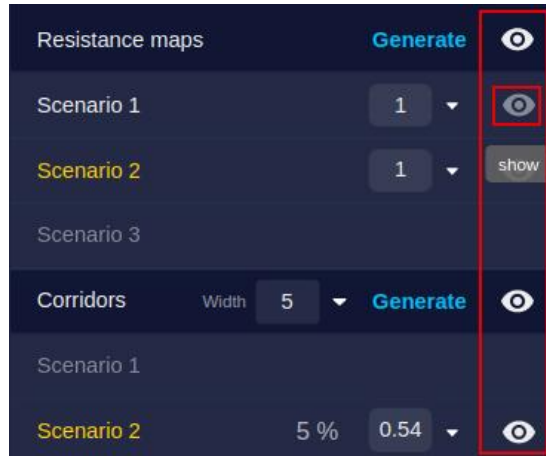 Resistance maps Generate
Scenario 1 1
Scenario 2 1 show
Scenario 3
Corridors Width 5 Generate
Scenario 1
Scenario 2 5 % 0.54